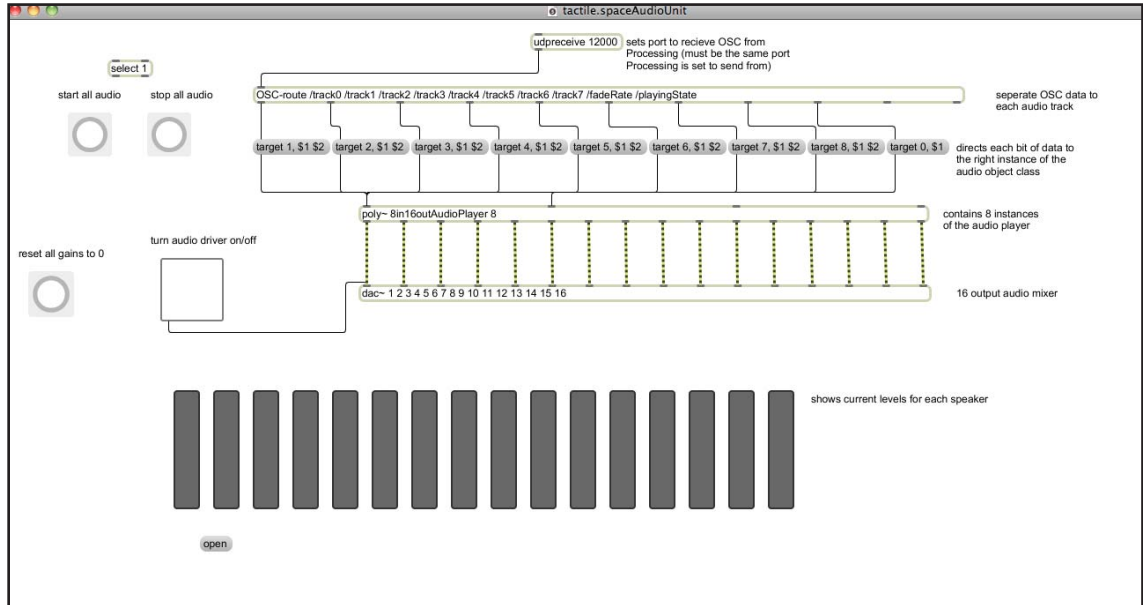 tactile.spaceAudioUnit
udpreceive 12000
sets port to recieve OSC from
Processing (must be the same port
Processing is set to send from)
select 1
start all audio
stop all audio
OSC-route /track0 /track1 /track2 /track3 /track4 /track5 /track6 /track7 /fadeRate /playingState
seperate OSC data to
each audio track
target 1, $1 $2
target 2, $1 $2
target 3, $1 $2
target 4, $1 $2
target 5, $1 $2
target 6, $1 $2
target 7, $1 $2
target 8, $1 $2
target 0, $1
directs each bit of data to
the right instance of the
audio object class
poly~ 8in16outAudioPlayer 8
contains 8 instances
of the audio player
turn audio driver on/off
reset all gains to 0
dac~ 1 2 3 4 5 6 7 8 9 10 11 12 13 14 15 16
16 output audio mixer
shows current levels for each speaker
open